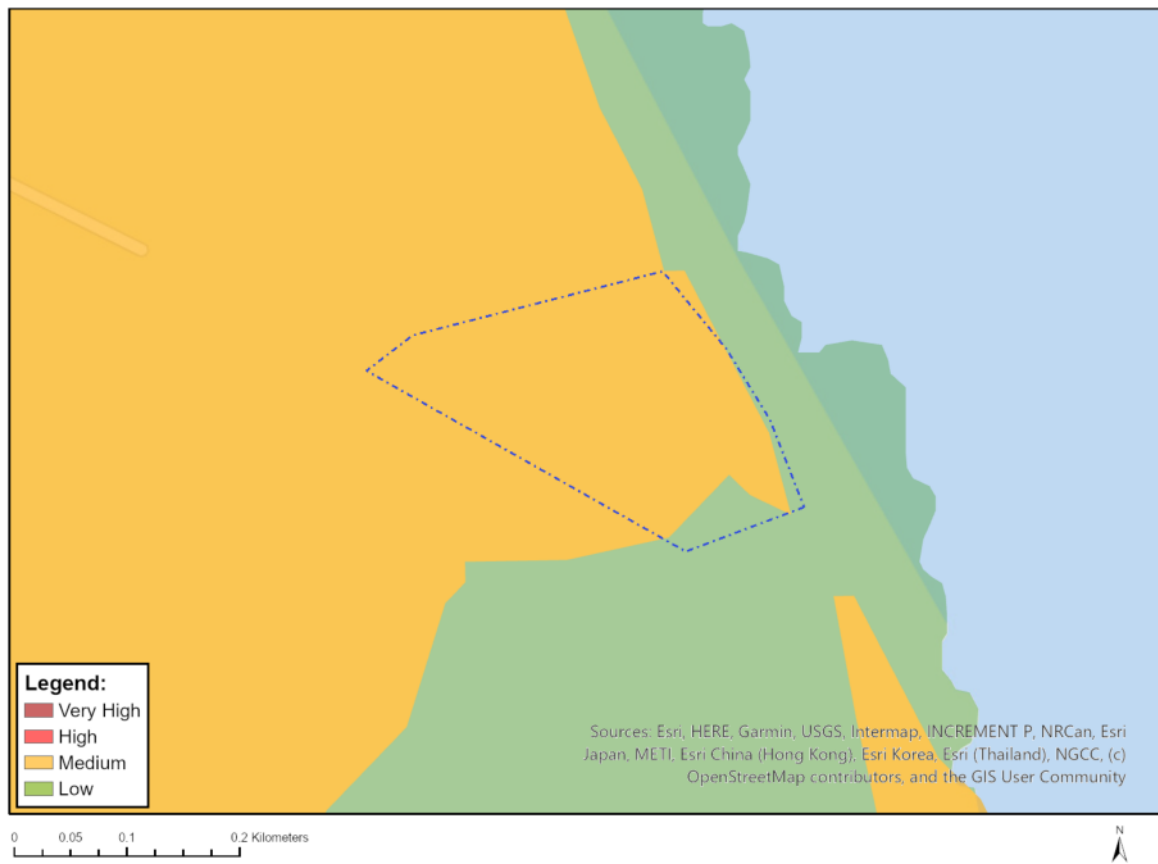 Legend:
Very High
High
Medium
Low
Sources: Esri, HERE, Garmin, USGS, Intermap, INCREMENT P, NRCan, Esri
Japan, METI, Esri China (Hong Kong), Esri Korea, Esri (Thailand), NGCC, (c)
OpenStreetMap contributors, and the GIS User Community
0 0.05 0.1 0.2 Kilometers
N